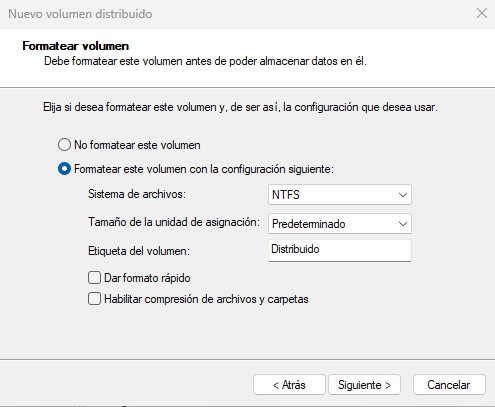 Nuevo volumen distribuido
Formatear volumen
Debe formatear este volumen antes de poder almacenar datos en él.
Elija si desea formatear este volumen y, de ser así, la configuración que desea usar.
No formatear este volumen
Formatear este volumen con la configuración siguiente:
Sistema de archivos: NTFS
Tamaño de la unidad de asignación: Predeterminado
Etiqueta del volumen: Distribuido
Dar formato rápido
Habilitar compresión de archivos y carpetas
< Atrás Siguiente > Cancelar